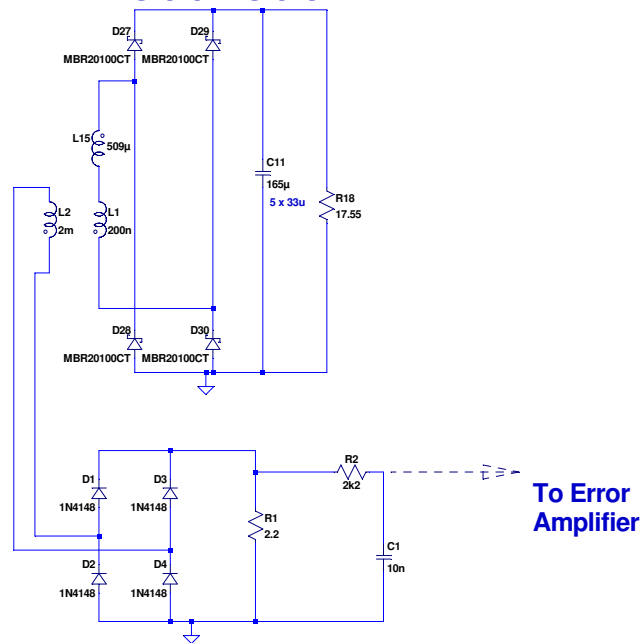 D27
D29
MBR20100CT
MBR20100CT
L15
509µ
C11
165µ
5 x 33u
R18
17.55
L2
2m
L1
200n
D28
D30
MBR20100CT
MBR20100CT
D1
D3
R2
2k2
1N4148
1N4148
R1
2.2
To Error
Amplifier
C1
10n
D2
D4
1N4148
1N4148